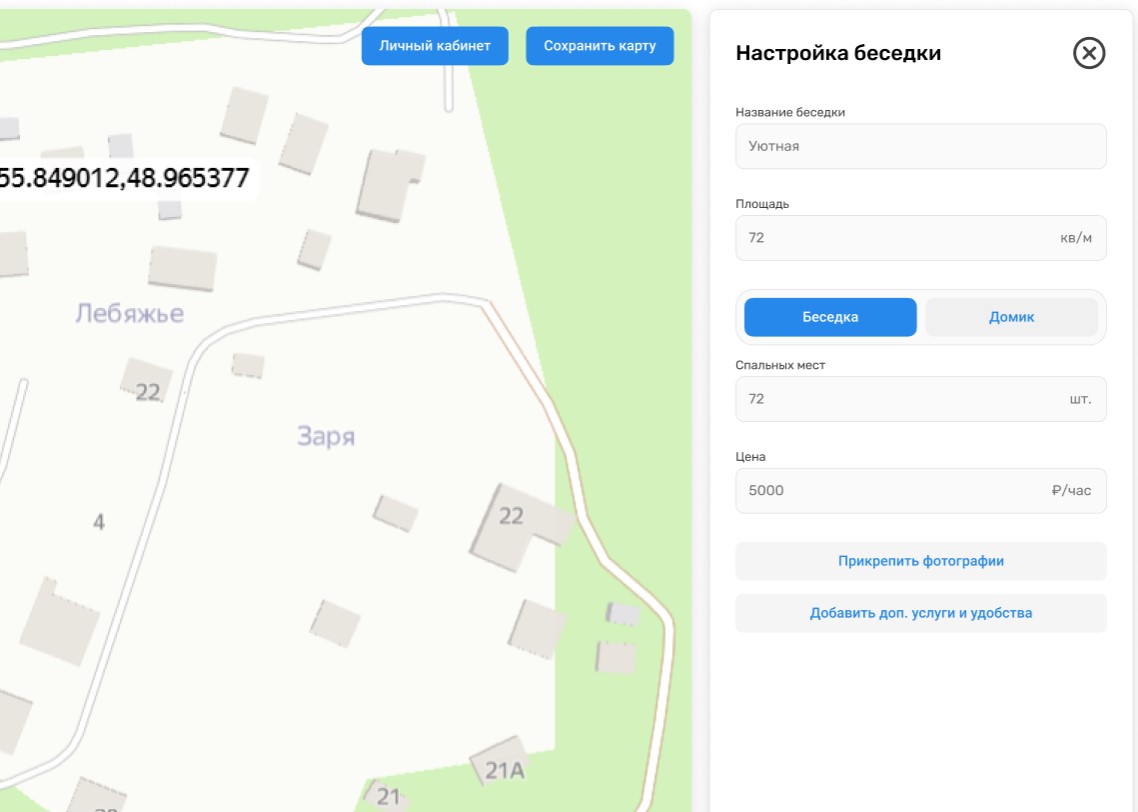 Личный кабинет
Сохранить карту
55.849012,48.965377
Лебяжье
22
Заря
4
22
21А
21
Настройка беседки
Название беседки
Уютная
Площадь
72 кв/м
Беседка
Домик
Спальных мест
72 шт.
Цена
5000 ₽/час
Прикрепить фотографии
Добавить доп. услуги и удобства